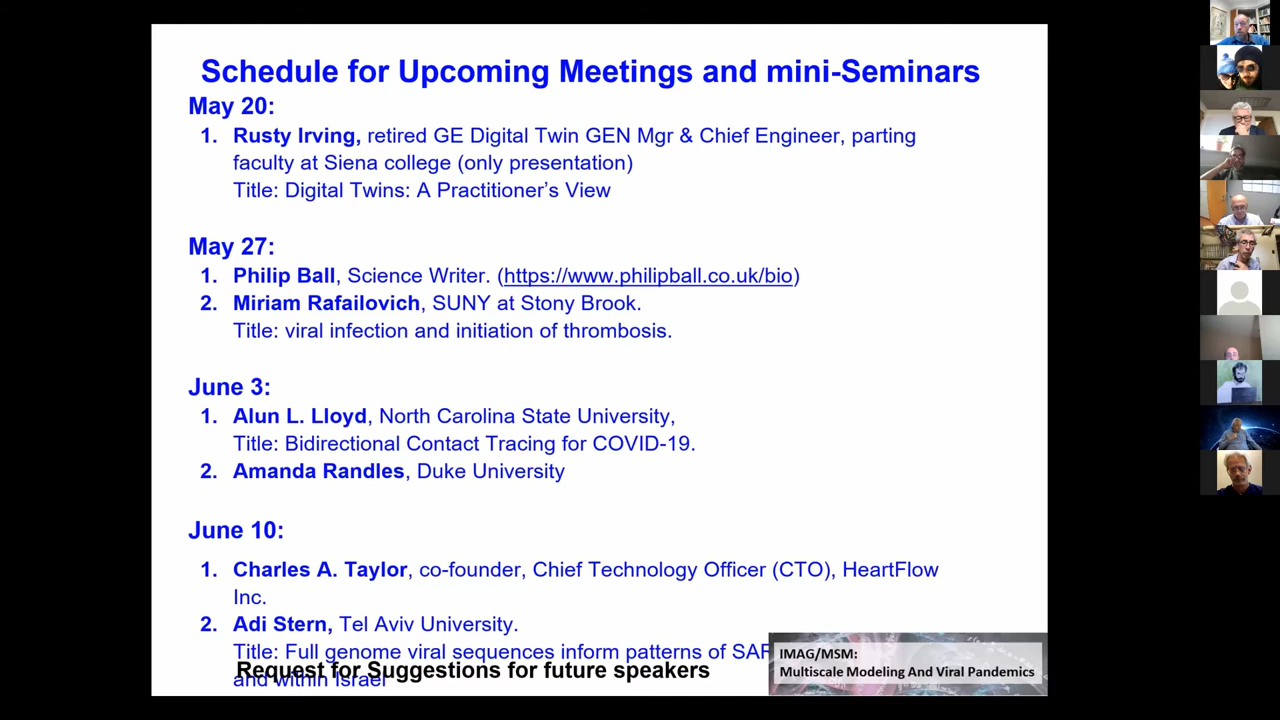 Schedule for Upcoming Meetings and mini-Seminars
May 20:
1. Rusty Irving, retired GE Digital Twin GEN Mgr & Chief Engineer, parting
faculty at Siena college (only presentation)
Title: Digital Twins: A Practitioner's View
May 27:
1. Philip Ball, Science Writer. (https://www.philipball.co.uk/bio)
2. Miriam Rafailovich, SUNY at Stony Brook.
Title: viral infection and initiation of thrombosis.
June 3:
1. Alun L. Lloyd, North Carolina State University,
Title: Bidirectional Contact Tracing for COVID-19.
2. Amanda Randles, Duke University
June 10:
1. Charles A. Taylor, co-founder, Chief Technology Officer (CTO), HeartFlow
Inc.
2. Adi Stern, Tel Aviv University.
Title: Full genome viral sequences inform patterns of
Request for Suggestions for future speakers
and within Israel
IMAG/MSM:
Multiscale Modeling And Viral Pandemics